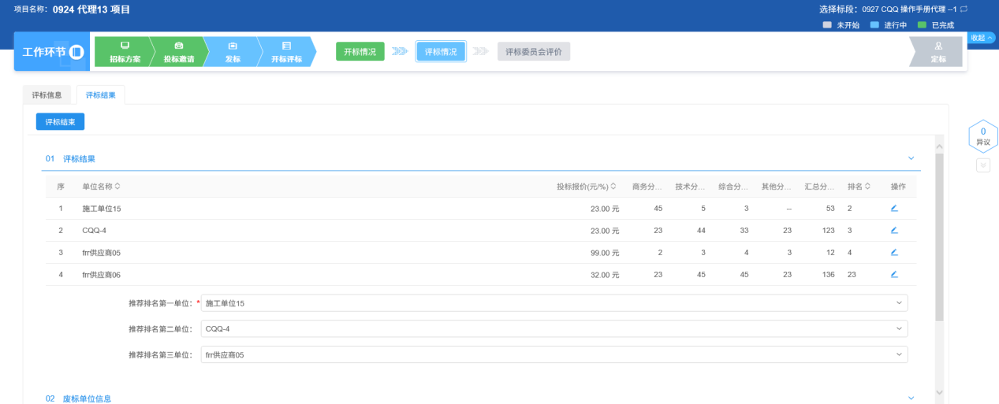 项目名称: 0924 代理13 项目
选择标段: 0927 CQQ 操作手册代理 --1
未开始 进行中 已完成
收起
工作环节
招标方案 投标邀请 发标 开标评标
开标情况 评标情况 评标委员会评价
定标
评标信息 评标结果
评标结束
0
异议
01 评标结果
序 单位名称 投标报价(元/%) 商务分... 技术分... 综合分... 其他分... 汇总分... 排名 操作
1 施工单位15 23.00 元 45 5 3 -- 53 2
2 CQQ-4 23.00 元 23 44 33 23 123 3
3 frr供应商05 99.00 元 2 3 4 3 12 4
4 frr供应商06 32.00 元 23 45 45 23 136 23
推荐排名第一单位: * 施工单位15
推荐排名第二单位: CQQ-4
推荐排名第三单位: frr供应商05
02 废标单位信息